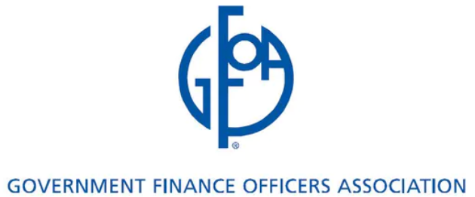 GFOA
®
GOVERNMENT FINANCE OFFICERS ASSOCIATION